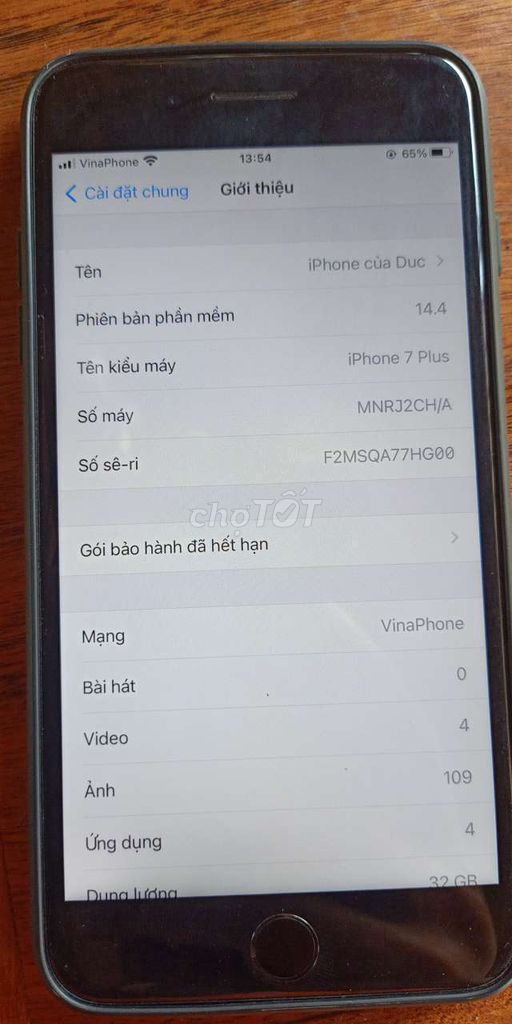 VinaPhone 13:54 65%
Cài đặt chung Giới thiệu
Tên iPhone của Duc
Phiên bản phần mềm 14.4
Tên kiểu máy iPhone 7 Plus
Số máy MNRJ2CH/A
Số sê-ri F2MSQA77HG00
chợTỐT
Gói bảo hành đã hết hạn
Mạng VinaPhone
Bài hát 0
Video 4
Ảnh 109
Ứng dụng 4
Dung lượng 32 GB